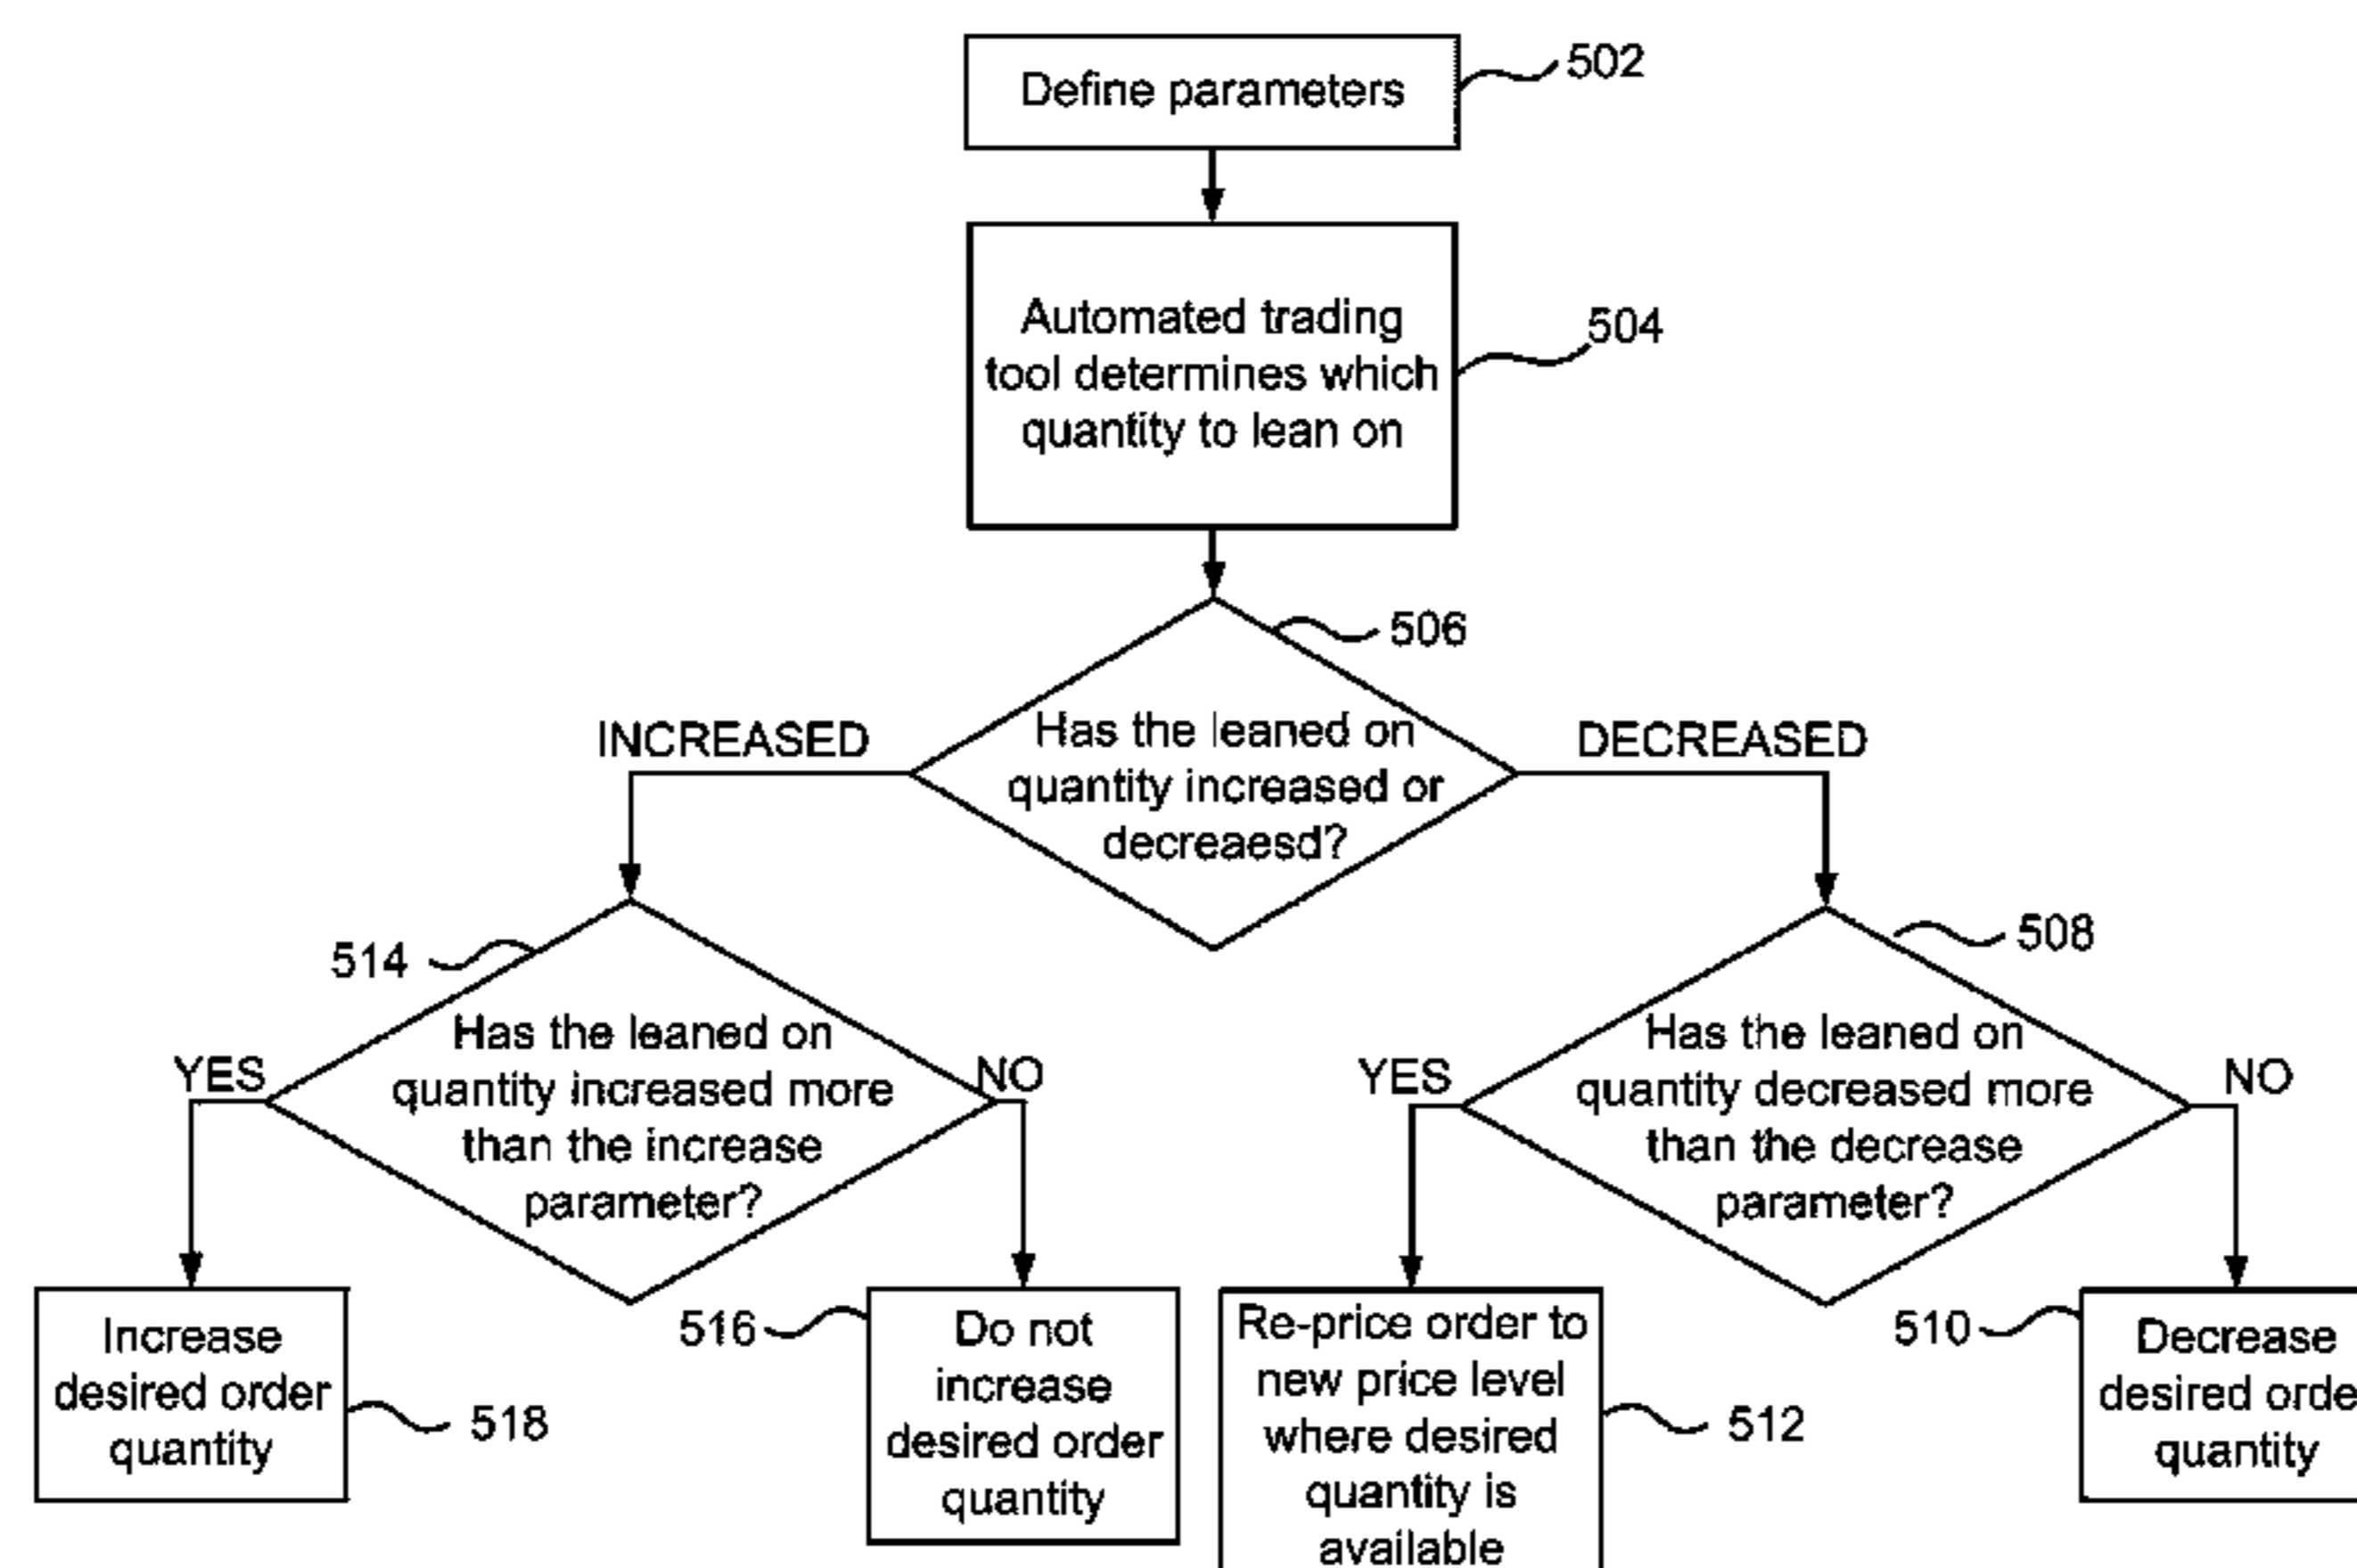 Define parameters
502
Automated trading
tool determines which
quantity to lean on
504
506
Has the leaned on
quantity increased or
decreaesd?
INCREASED
DECREASED
514
Has the leaned on
quantity increased more
than the increase
parameter?
YES
NO
508
Has the leaned on
quantity decreased more
than the decrease
parameter?
YES
NO
Increase
desired order
quantity
518
516
Do not
increase
desired order
quantity
Re-price order to
new price level
where desired
quantity is
available
512
510
Decrease
desired orde
quantity